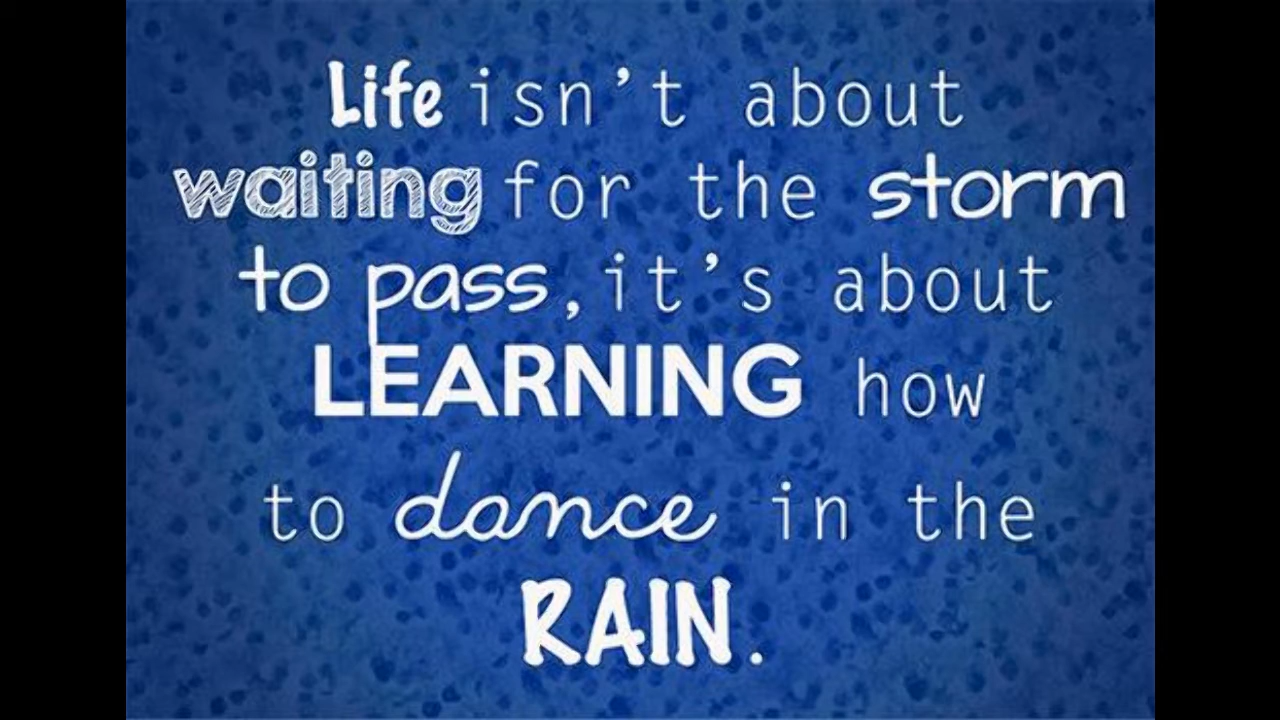 Life isn’t about
waiting for the storm
to pass, it’s about
LEARNING how
to dance in the
RAIN.